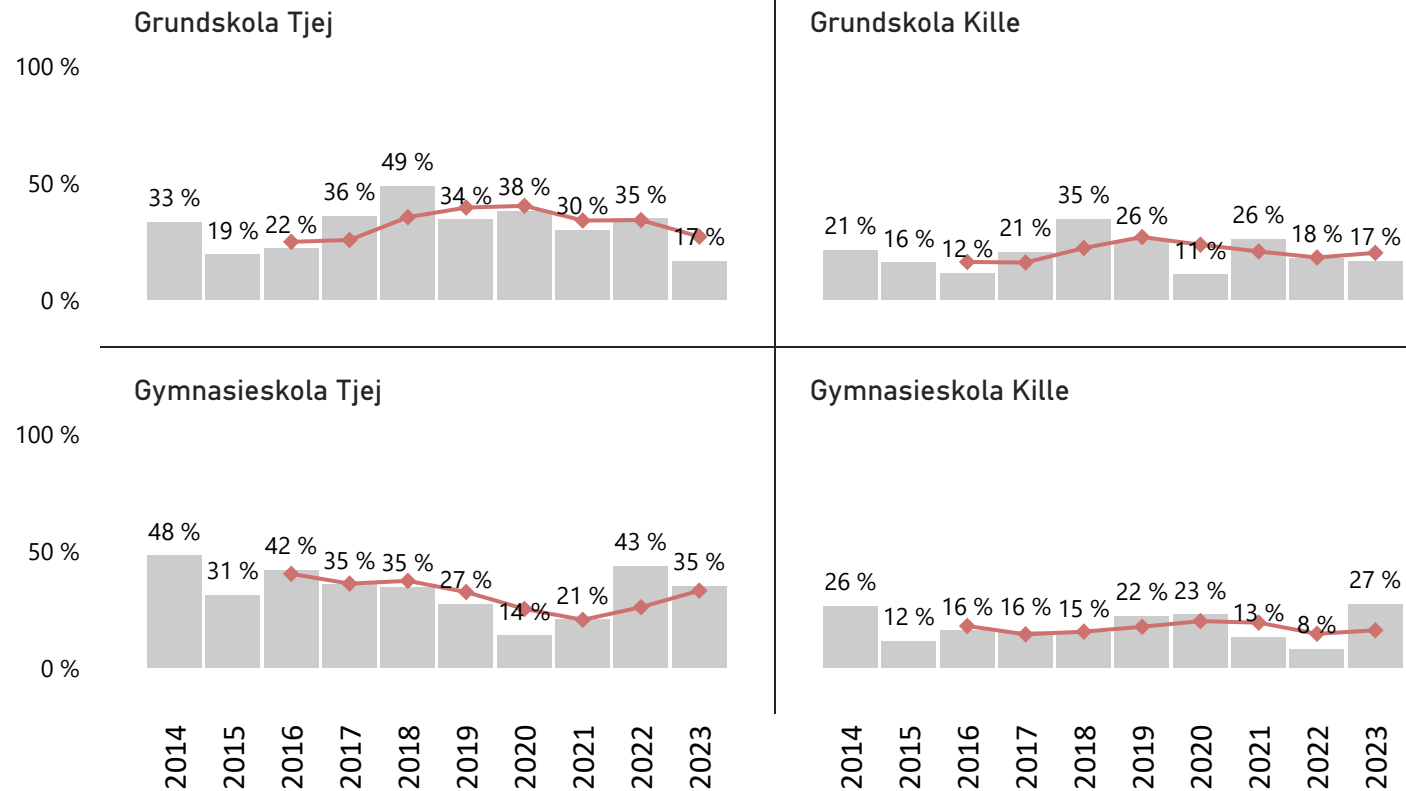 Grundskola Tjej
100 %
50 %
0 %
33 % 19 % 22 % 36 % 49 % 34 % 38 % 30 % 35 % 17 %
Grundskola Kille
21 % 16 % 12 % 21 % 35 % 26 % 11 % 26 % 18 % 17 %
Gymnasieskola Tjej
100 %
50 %
0 %
48 % 31 % 42 % 35 % 35 % 27 % 14 % 21 % 43 % 35 %
Gymnasieskola Kille
26 % 12 % 16 % 16 % 15 % 22 % 23 % 13 % 8 % 27 %
2014 2015 2016 2017 2018 2019 2020 2021 2022 2023
2014 2015 2016 2017 2018 2019 2020 2021 2022 2023